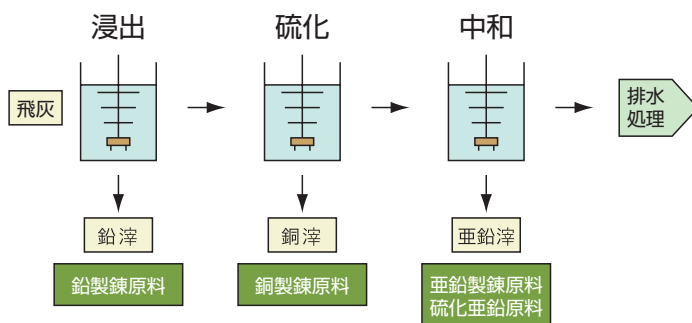 浸出
硫化
中和
飛灰
排水
処理
鉛滓
銅滓
亜鉛滓
鉛製錬原料
銅製錬原料
亜鉛製錬原料
硫化亜鉛原料